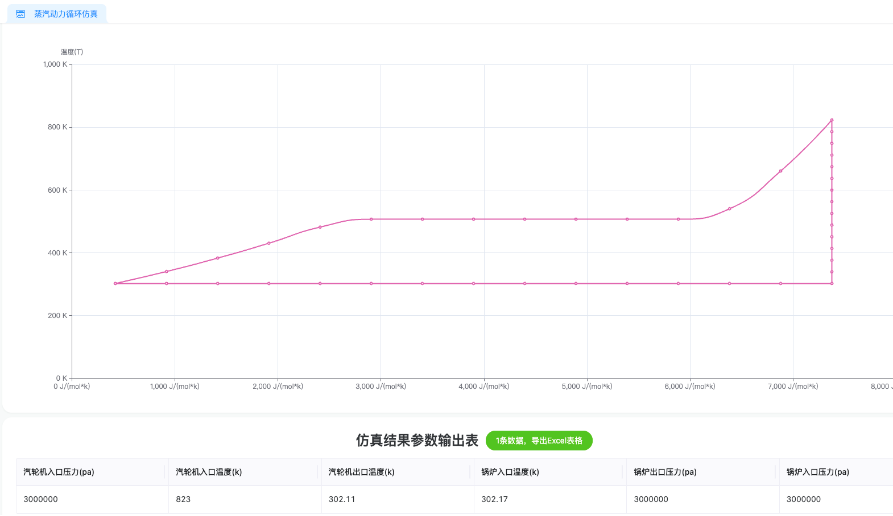 蒸汽动力循环仿真
温度(T)
1,000 K
800 K
600 K
400 K
200 K
0 K
0 J/(mol*k) 1,000 J/(mol*k) 2,000 J/(mol*k) 3,000 J/(mol*k) 4,000 J/(mol*k) 5,000 J/(mol*k) 6,000 J/(mol*k) 7,000 J/(mol*k) 8,000
仿真结果参数输出表 1条数据，导出Excel表格
汽轮机入口压力(pa) 汽轮机入口温度(k) 汽轮机出口温度(k) 锅炉入口温度(k) 锅炉出口压力(pa) 锅炉入口压力(pa)
3000000 823 302.11 302.17 3000000 3000000